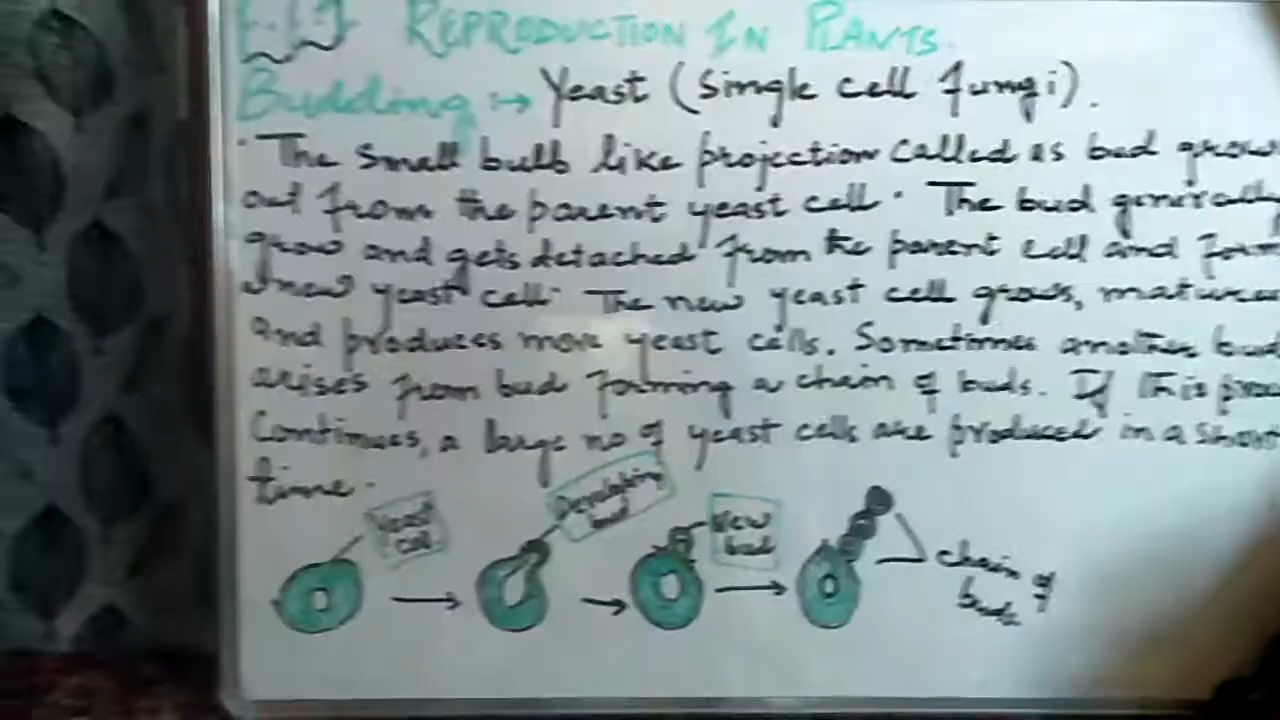 REPRODUCTION IN PLANTS.
Budding :→ Yeast (Single cell fungi).
· The small bulb like projection called as bud grow
out from the parent yeast cell. The bud
grow and gets detached from the parent cell and form
a new yeast cell. The new yeast cell grows, matures
and produces more yeast cells. Sometimes another bud
arises from bud forming a chain of buds. If this
Continues, a large no of yeast cells are produced in a short
time.
Yeast cell
Developing bud
New bud
chain of buds